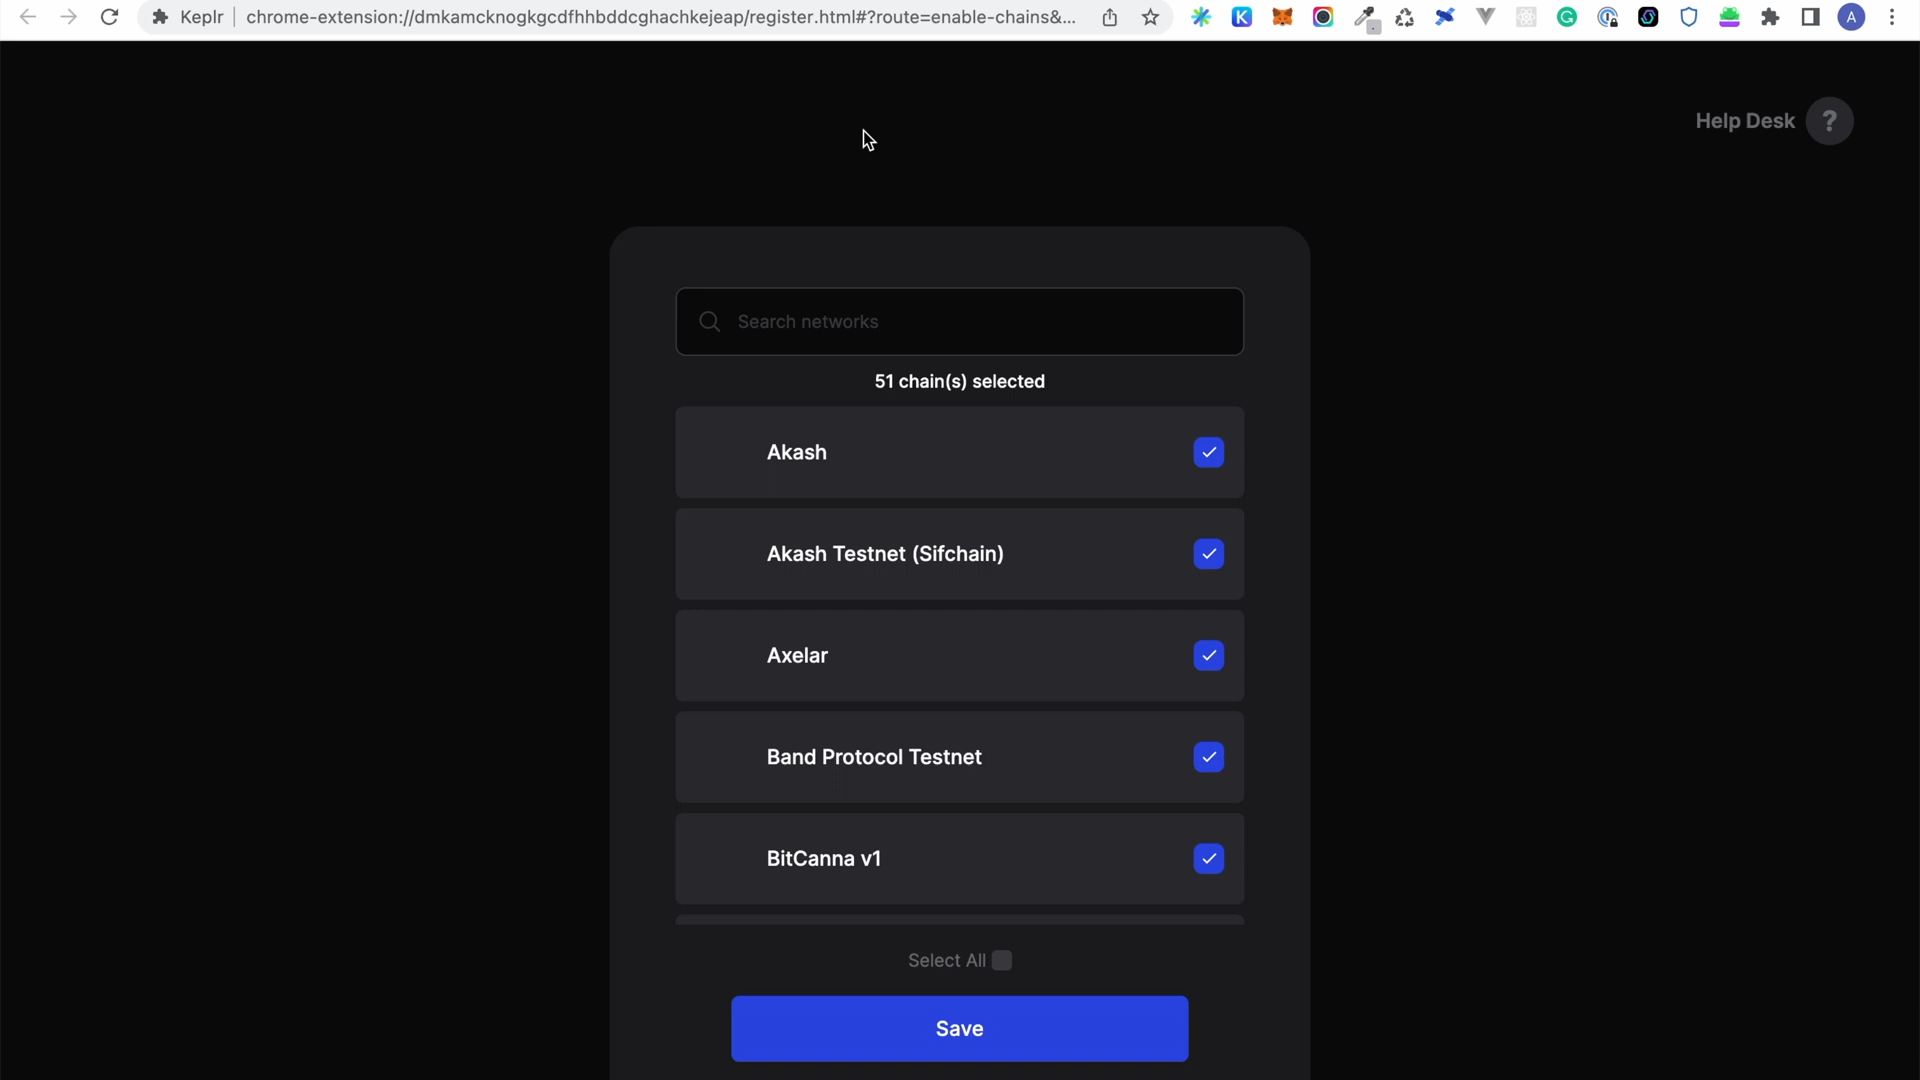 Keplr chrome-extension://dmkamcknogkgcdfhhbddcghachkejeap/register.html#?route=enable-chains&...
K
G
A
Help Desk ?
Search networks
51 chain(s) selected
Akash
Akash Testnet (Sifchain)
Axelar
Band Protocol Testnet
BitCanna v1
Select All
Save